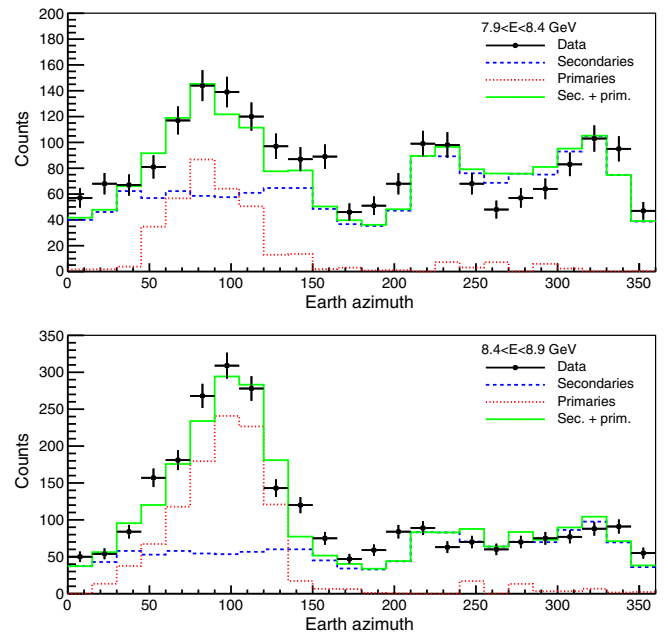 7.9<E<8.4 GeV
Data
Secondaries
Primaries
Sec. + prim.
Counts
200
180
160
140
120
100
80
60
40
20
0
0 50 100 150 200 250 300 350
Earth azimuth
8.4<E<8.9 GeV
Data
Secondaries
Primaries
Sec. + prim.
Counts
350
300
250
200
150
100
50
0
0 50 100 150 200 250 300 350
Earth azimuth